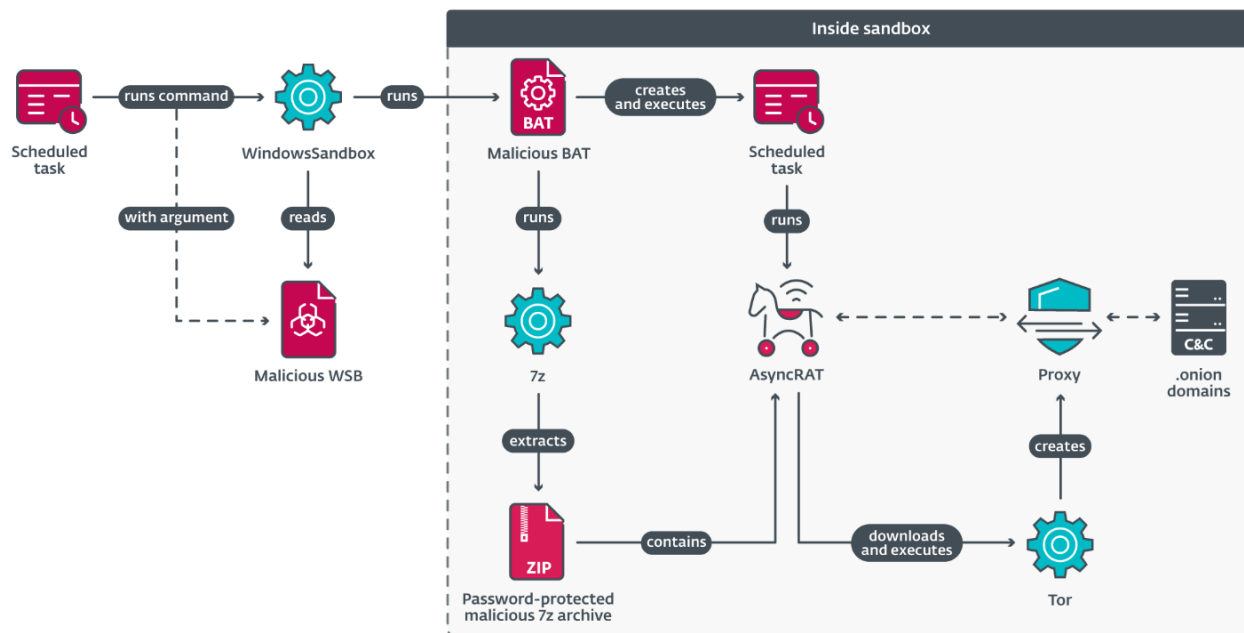 Inside sandbox
runs command
runs
BAT
creates
and executes
Scheduled
task
WindowsSandbox
Malicious BAT
Scheduled
task
with argument
reads
runs
runs
Malicious WSB
7z
AsyncRAT
Proxy
C&C
.onion
domains
extracts
creates
ZIP
contains
downloads
and executes
Password-protected
malicious 7z archive
Tor